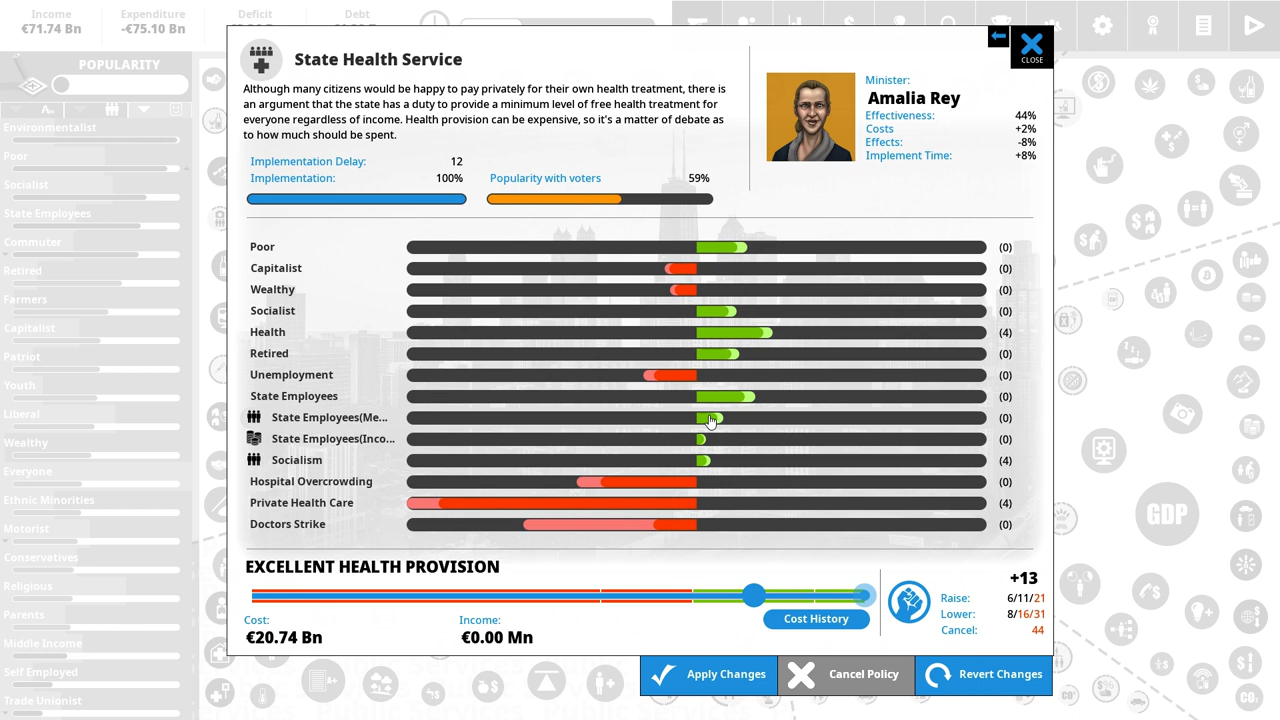 Income
Expenditure
Deficit
Debt
€71.74 Bn
-€75.10 Bn
POPULARITY
Environmentalist
Poor
Socialist
State Employees
Commuter
Retired
Farmers
Capitalist
Patriot
Youth
Liberal
Wealthy
Everyone
Ethnic Minorities
Motorist
Conservatives
Religious
Parents
Middle Income
Self Employed
Trade Unionist
State Health Service
CLOSE
Although many citizens would be happy to pay privately for their own health treatment, there is
an argument that the state has a duty to provide a minimum level of free health treatment for
everyone regardless of income. Health provision can be expensive, so it's a matter of debate as
to how much should be spent.
Implementation Delay: 12
Implementation: 100%
Popularity with voters 59%
Minister:
Amalia Rey
Effectiveness: 44%
Costs +2%
Effects: -8%
Implement Time: +8%
Poor (0)
Capitalist (0)
Wealthy (0)
Socialist (0)
Health (4)
Retired (0)
Unemployment (0)
State Employees (0)
State Employees(Me... (0)
State Employees(Inco... (0)
Socialism (4)
Hospital Overcrowding (0)
Private Health Care (4)
Doctors Strike (0)
EXCELLENT HEALTH PROVISION
Cost:
€20.74 Bn
Income:
€0.00 Mn
Cost History
+13
Raise: 6/11/21
Lower: 8/16/31
Cancel: 44
Apply Changes
Cancel Policy
Revert Changes
GDP